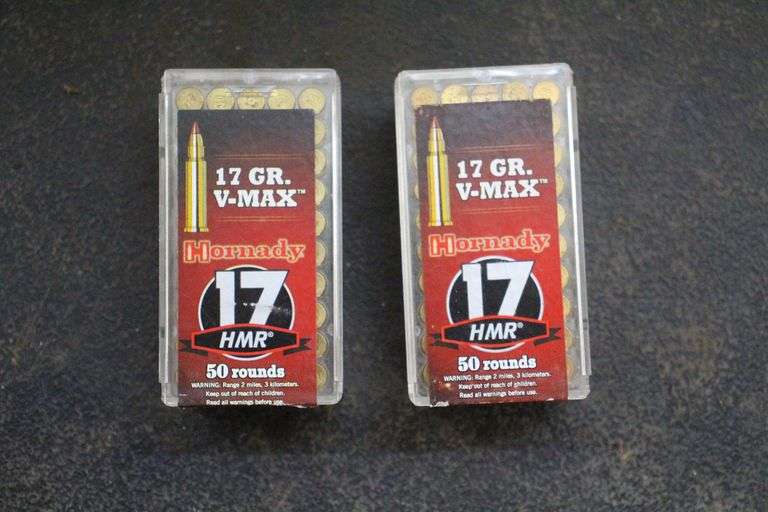 17 GR.
V-MAX™
Hornady
17
HMR®
50 rounds
WARNING: Range 2 miles, 3 kilometers.
Keep out of reach of children.
Read all warnings before use.
17 GR.
V-MAX™
Hornady
17
HMR®
50 rounds
WARNING: Range 2 miles, 3 kilometers.
Keep out of reach of children.
Read all warnings before use.